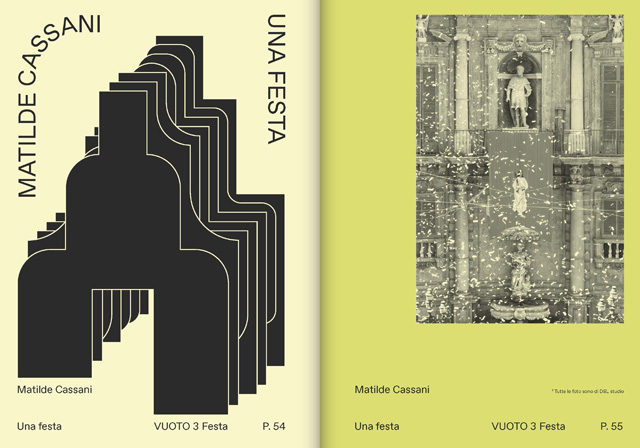 MATILDE CASSANI
UNA FESTA
Matilde Cassani
Una festa
VUOTO 3 Festa
P. 54
Matilde Cassani
* Tutte le foto sono di DSL studio
Una festa
VUOTO 3 Festa
P. 55